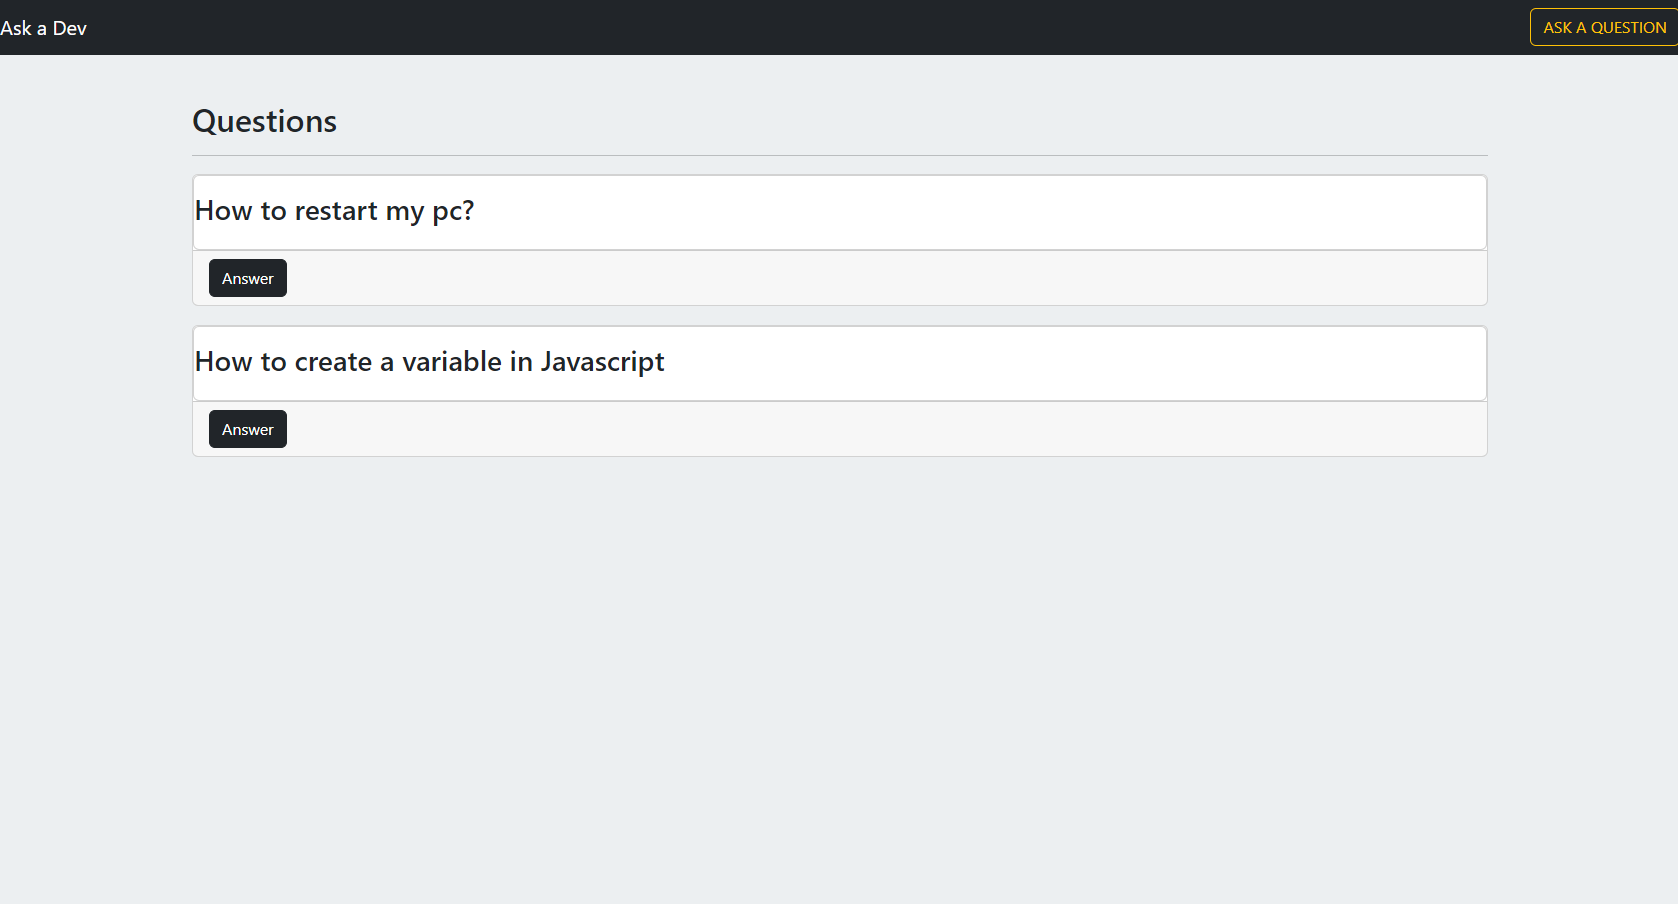 Ask a Dev
ASK A QUESTION
Questions
How to restart my pc?
Answer
How to create a variable in Javascript
Answer